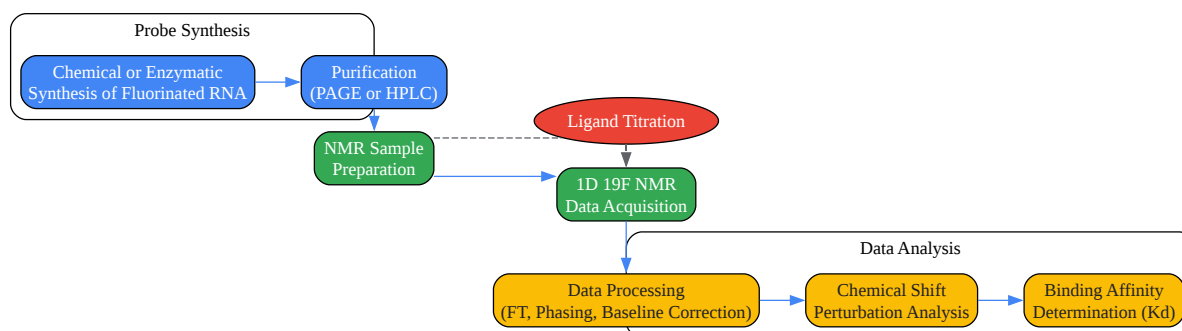 Probe Synthesis
Chemical or Enzymatic
Synthesis of Fluorinated RNA
Purification
(PAGE or HPLC)
Ligand Titration
NMR Sample
Preparation
1D 19F NMR
Data Acquisition
Data Analysis
Data Processing
(FT, Phasing, Baseline Correction)
Chemical Shift
Perturbation Analysis
Binding Affinity
Determination (Kd)